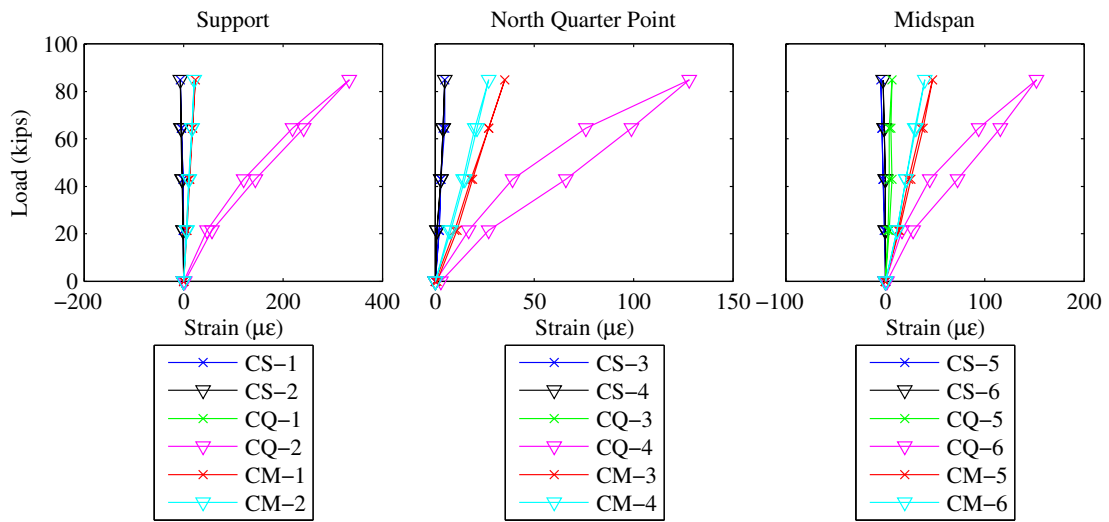 Support
North Quarter Point
Midspan
Load (kips)
100
80
60
40
20
0
−200
0
200
400
Strain (με)
0
50
100
150
Strain (με)
−100
0
100
200
Strain (με)
CS−1
CS−2
CQ−1
CQ−2
CM−1
CM−2
CS−3
CS−4
CQ−3
CQ−4
CM−3
CM−4
CS−5
CS−6
CQ−5
CQ−6
CM−5
CM−6